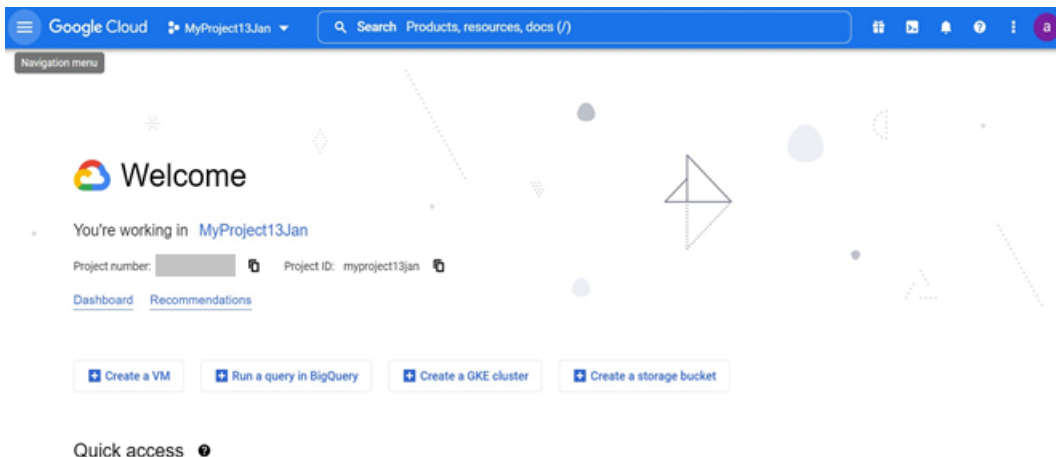 Google Cloud MyProject13Jan Search Products, resources, docs (/) a
Navigation menu
Welcome
You're working in MyProject13Jan
Project number: Project ID: myproject13jan
Dashboard Recommendations
Create a VM Run a query in BigQuery Create a GKE cluster Create a storage bucket
Quick access